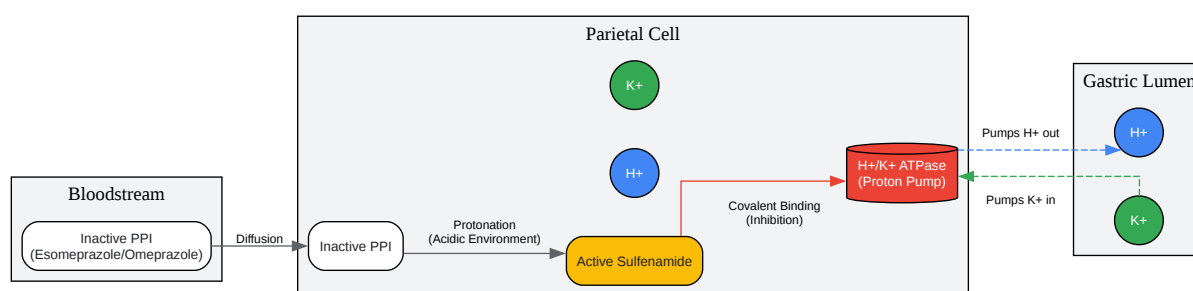 Parietal Cell
K+
Gastric Lumen
H+
Pumps H+ out
H+/K+ ATPase
(Proton Pump)
H+
Bloodstream
Pumps K+ in
Covalent Binding
(Inhibition)
K+
Protonation
(Acidic Environment)
Inactive PPI
(Esomeprazole/Omeprazole)
Diffusion
Inactive PPI
Active Sulfenamide